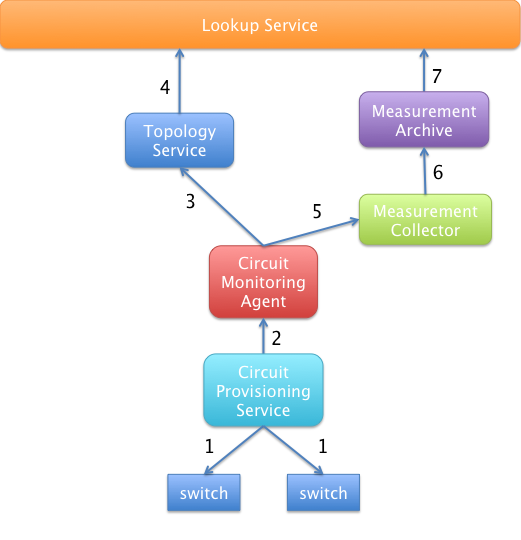 Lookup Service
4
7
Measurement
Archive
Topology
Service
6
3
5
Measurement
Collector
Circuit
Monitoring
Agent
2
Circuit
Provisioning
Service
1
1
switch
switch